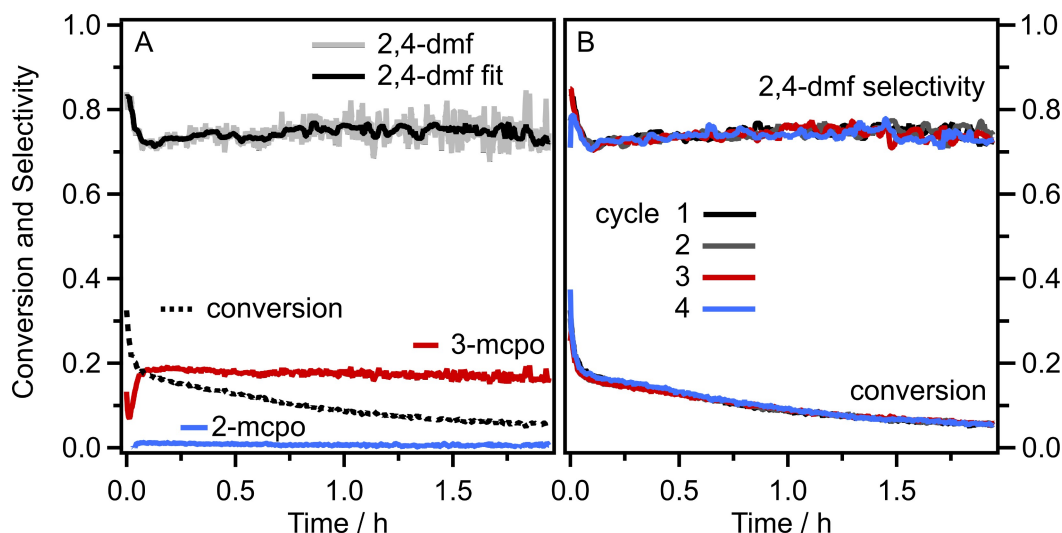 Conversion and Selectivity
1.0
0.8
0.6
0.4
0.2
0.0
A
2,4-dmf
2,4-dmf fit
conversion
3-mcpo
2-mcpo
0.0 0.5 1.0 1.5
Time / h
B
2,4-dmf selectivity
cycle 1
2
3
4
conversion
0.0 0.5 1.0 1.5
Time / h
1.0
0.8
0.6
0.4
0.2
0.0